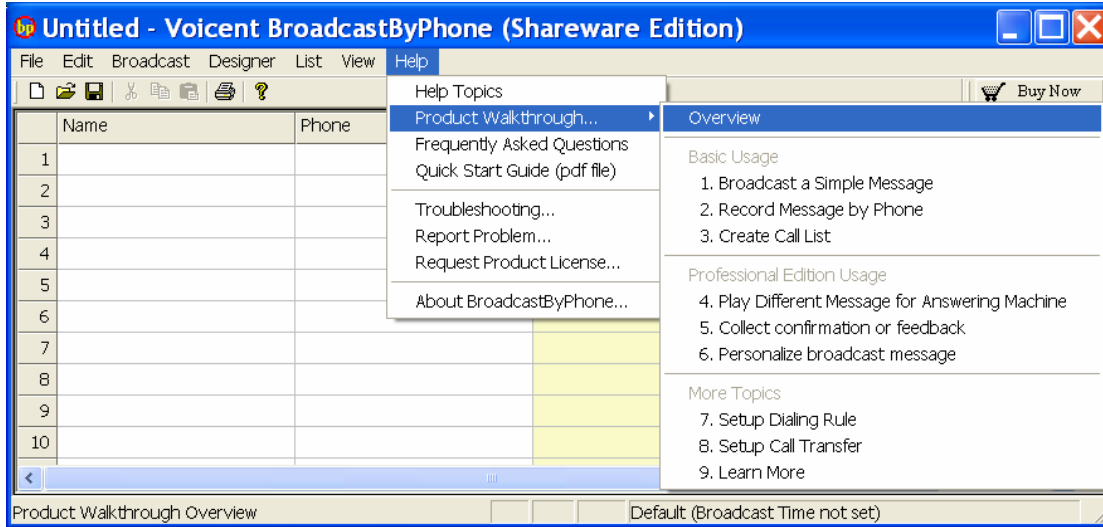 bp Untitled - Voicent BroadcastByPhone (Shareware Edition)
File Edit Broadcast Designer List View Help
Buy Now
Name Phone
1
2
3
4
5
6
7
8
9
10
Help Topics
Product Walkthrough...
Frequently Asked Questions
Quick Start Guide (pdf file)
Troubleshooting...
Report Problem...
Request Product License...
About BroadcastByPhone...
Overview
Basic Usage
1. Broadcast a Simple Message
2. Record Message by Phone
3. Create Call List
Professional Edition Usage
4. Play Different Message for Answering Machine
5. Collect confirmation or feedback
6. Personalize broadcast message
More Topics
7. Setup Dialing Rule
8. Setup Call Transfer
9. Learn More
Product Walkthrough Overview Default (Broadcast Time not set)